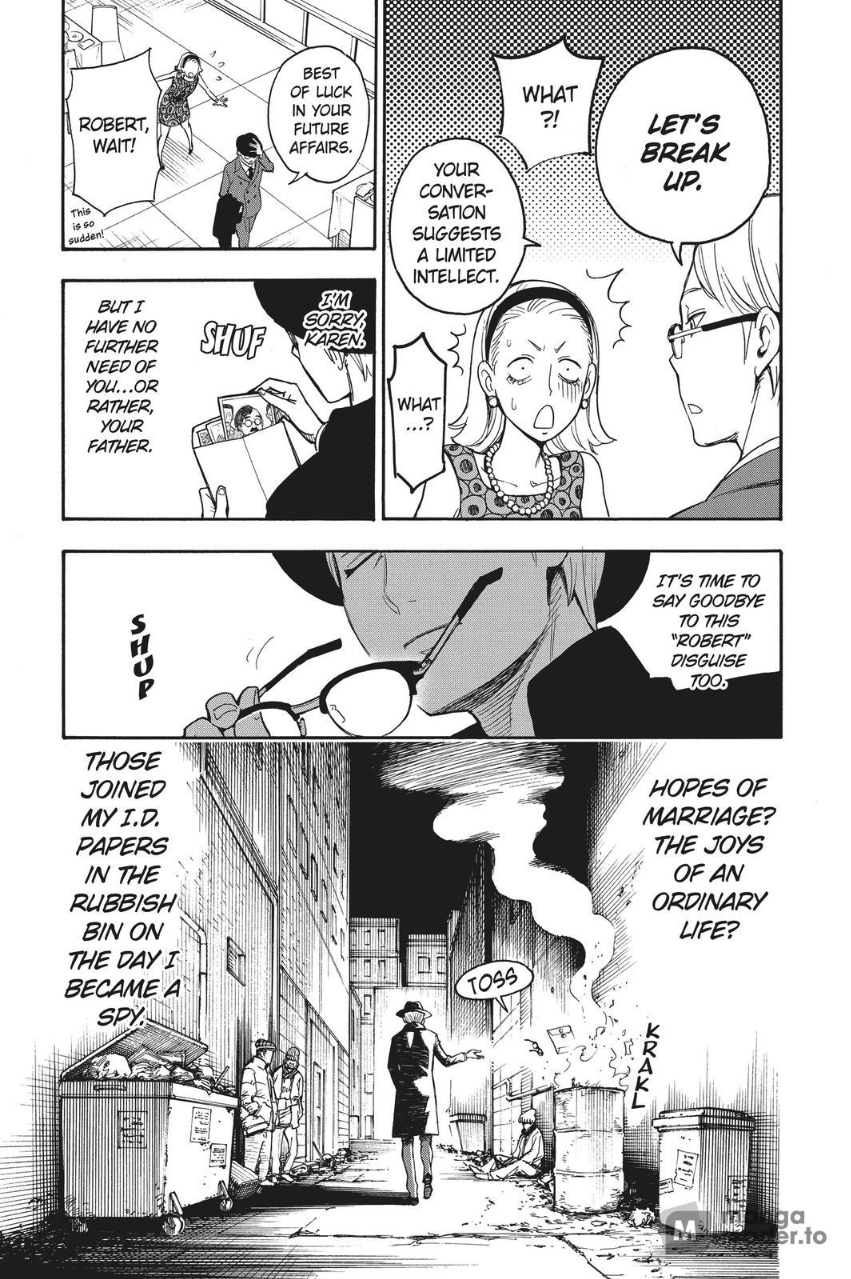 LET'S
BREAK
UP.
WHAT
?!
YOUR
CONVER-
SATION
SUGGESTS
A LIMITED
INTELLECT.
WHAT
...?
BEST
OF LUCK
IN YOUR
FUTURE
AFFAIRS.
ROBERT,
WAIT!
This
is so
sudden!
I'M
SORRY,
KAREN.
SHUF
BUT I
HAVE NO
FURTHER
NEED OF
YOU...OR
RATHER,
YOUR
FATHER.
IT'S TIME TO
SAY GOODBYE
TO THIS
"ROBERT"
DISGUISE
TOO.
SHUP
HOPES OF
MARRIAGE?
THE JOYS
OF AN
ORDINARY
LIFE?
THOSE
JOINED
MY I.D.
PAPERS
IN THE
RUBBISH
BIN ON
THE DAY I
BECAME A
SPY.
TOSS
KRAKL
M manga
reader.to